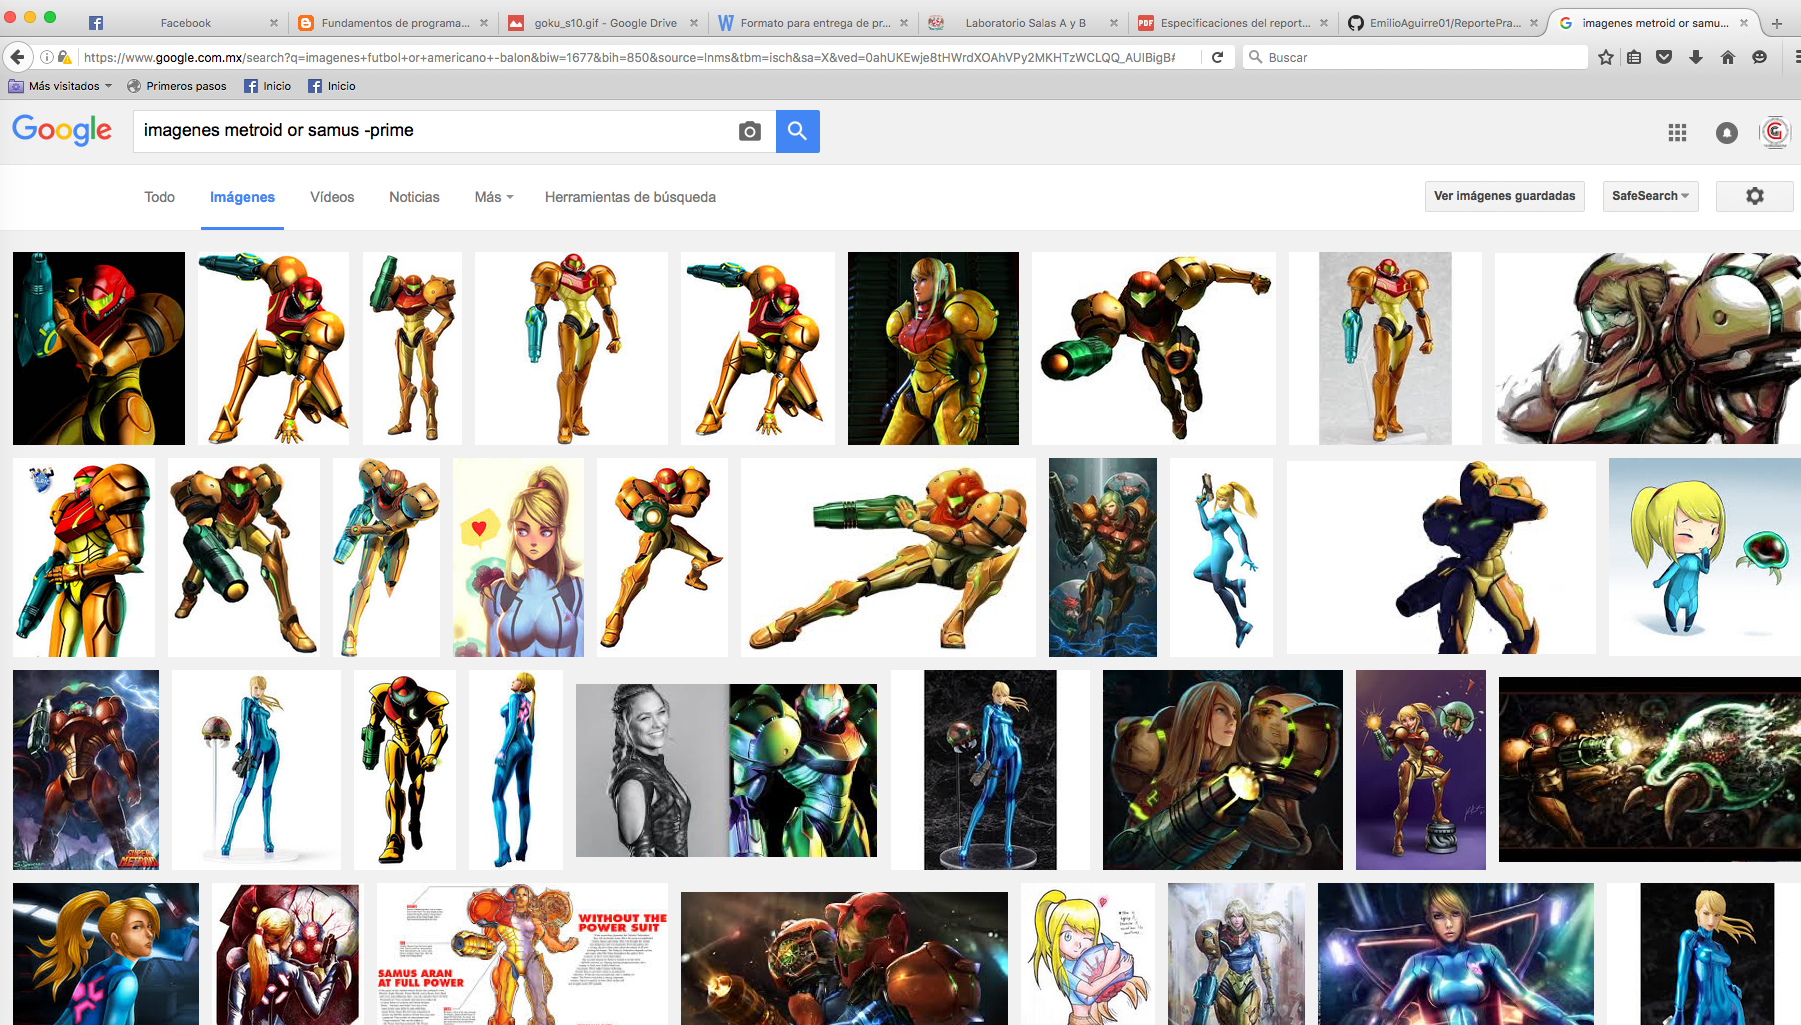 Facebook
Fundamentos de programa...
goku_s10.gif - Google Drive
Formato para entrega de pr...
Laboratorio Salas A y B
PDF
Especificaciones del report...
EmilioAguirre01/ReportePra...
imagenes metroid or samu...
https://www.google.com.mx/search?q=imagenes+futbol+or+americano+-balon&biw=1677&bih=850&source=lnms&tbm=isch&sa=X&ved=0ahUKEwje8tHWrdXOAhVPy2MKHTzWCLQQ_AUIBigB#
Buscar
Más visitados
Primeros pasos
Inicio
Inicio
Google
imagenes metroid or samus -prime
Todo
Imágenes
Vídeos
Noticias
Más
Herramientas de búsqueda
Ver imágenes guardadas
SafeSearch
SUPER
METROID
WITHOUT THE
POWER SUIT
SAMUS ARAN
AT FULL POWER